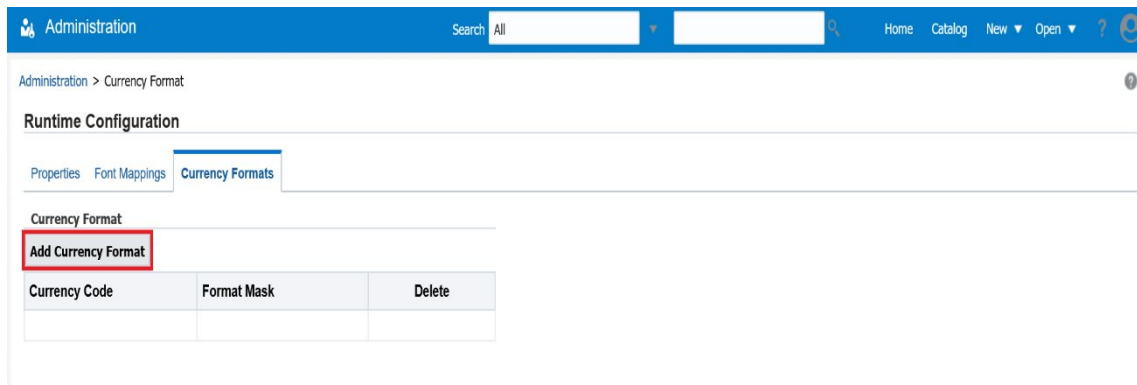 Administration Search All Home Catalog New Open ?
Administration > Currency Format ?
Runtime Configuration
Properties Font Mappings Currency Formats
Currency Format
Add Currency Format
Currency Code Format Mask Delete